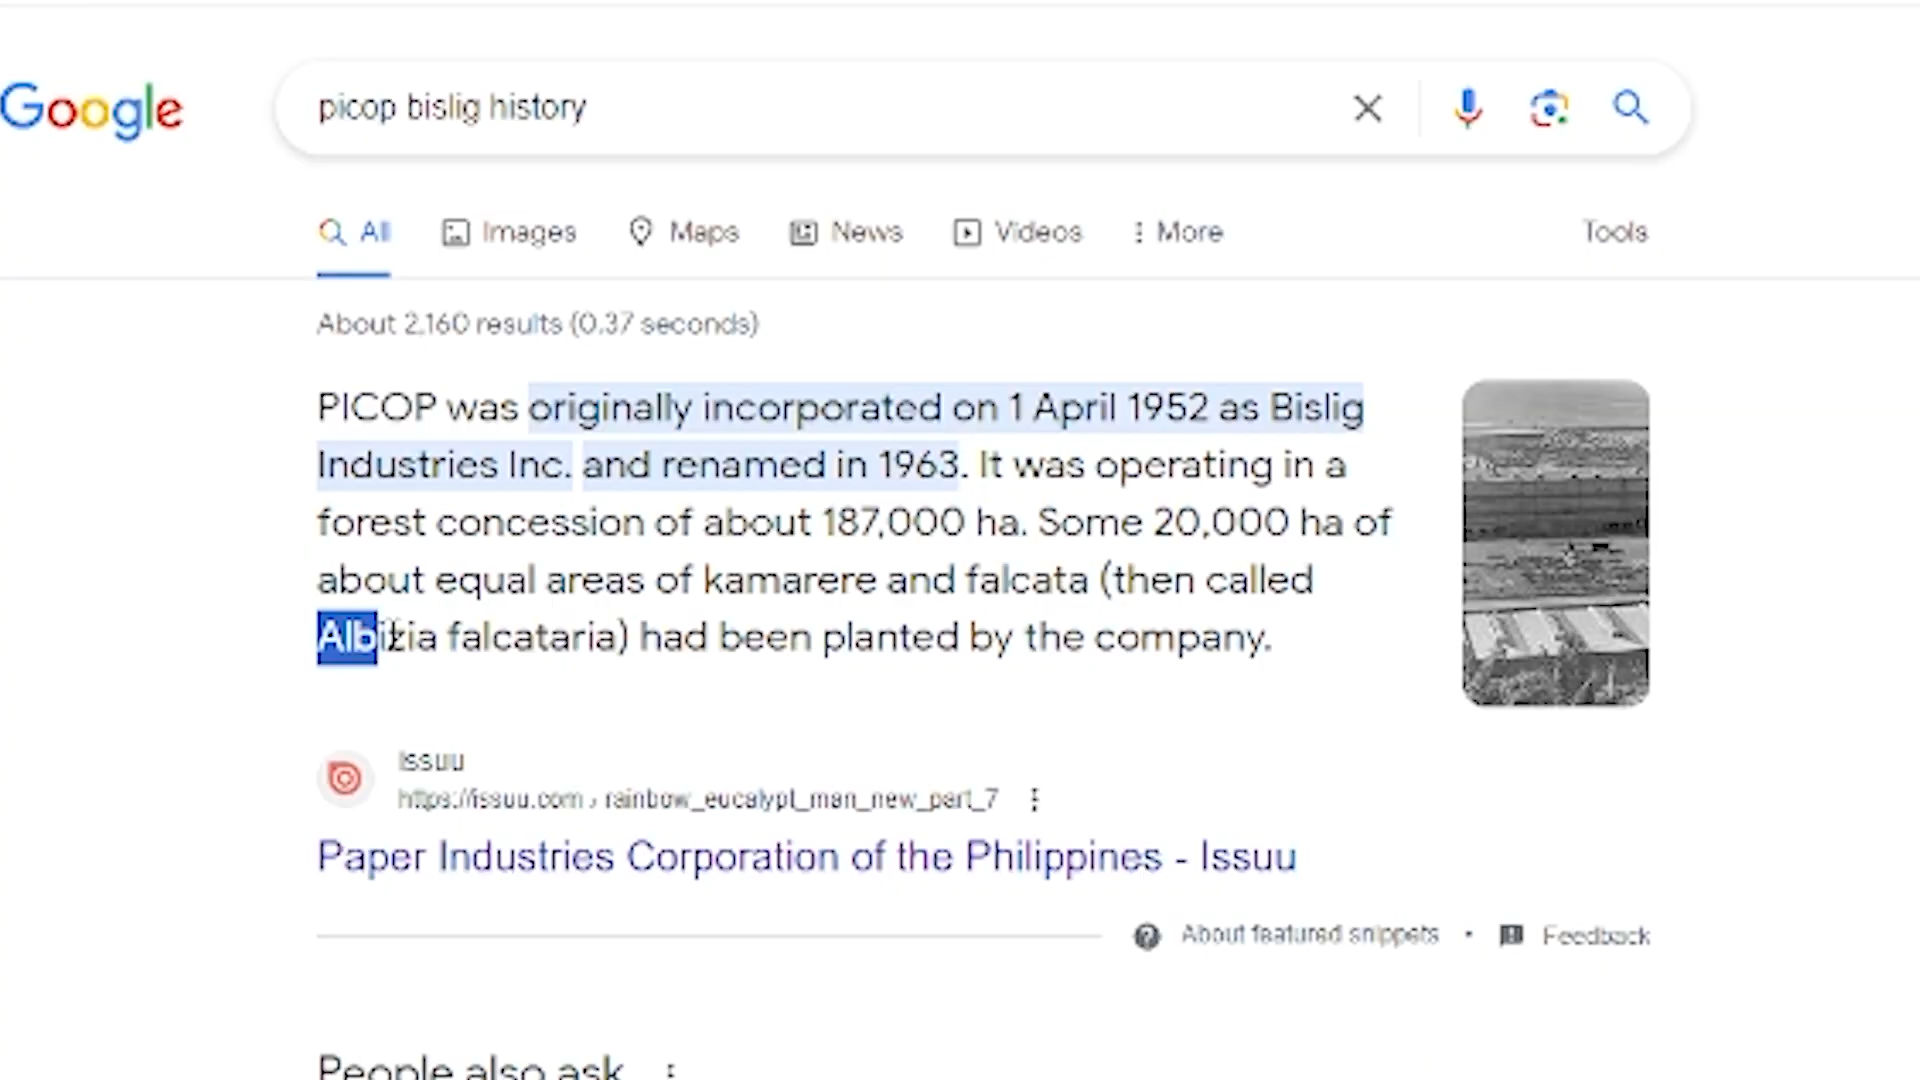 Google
picop bislig history
All Images Maps News Videos More Tools
About 2,160 results (0.37 seconds)
PICOP was originally incorporated on 1 April 1952 as Bislig
Industries Inc. and renamed in 1963. It was operating in a
forest concession of about 187,000 ha. Some 20,000 ha of
about equal areas of kamarere and falcata (then called
Albizia falcataria) had been planted by the company.
Issuu
https://issuu.com › rainbow_eucalypt_man_new_part_7
Paper Industries Corporation of the Philippines - Issuu
About featured snippets • Feedback
People also ask